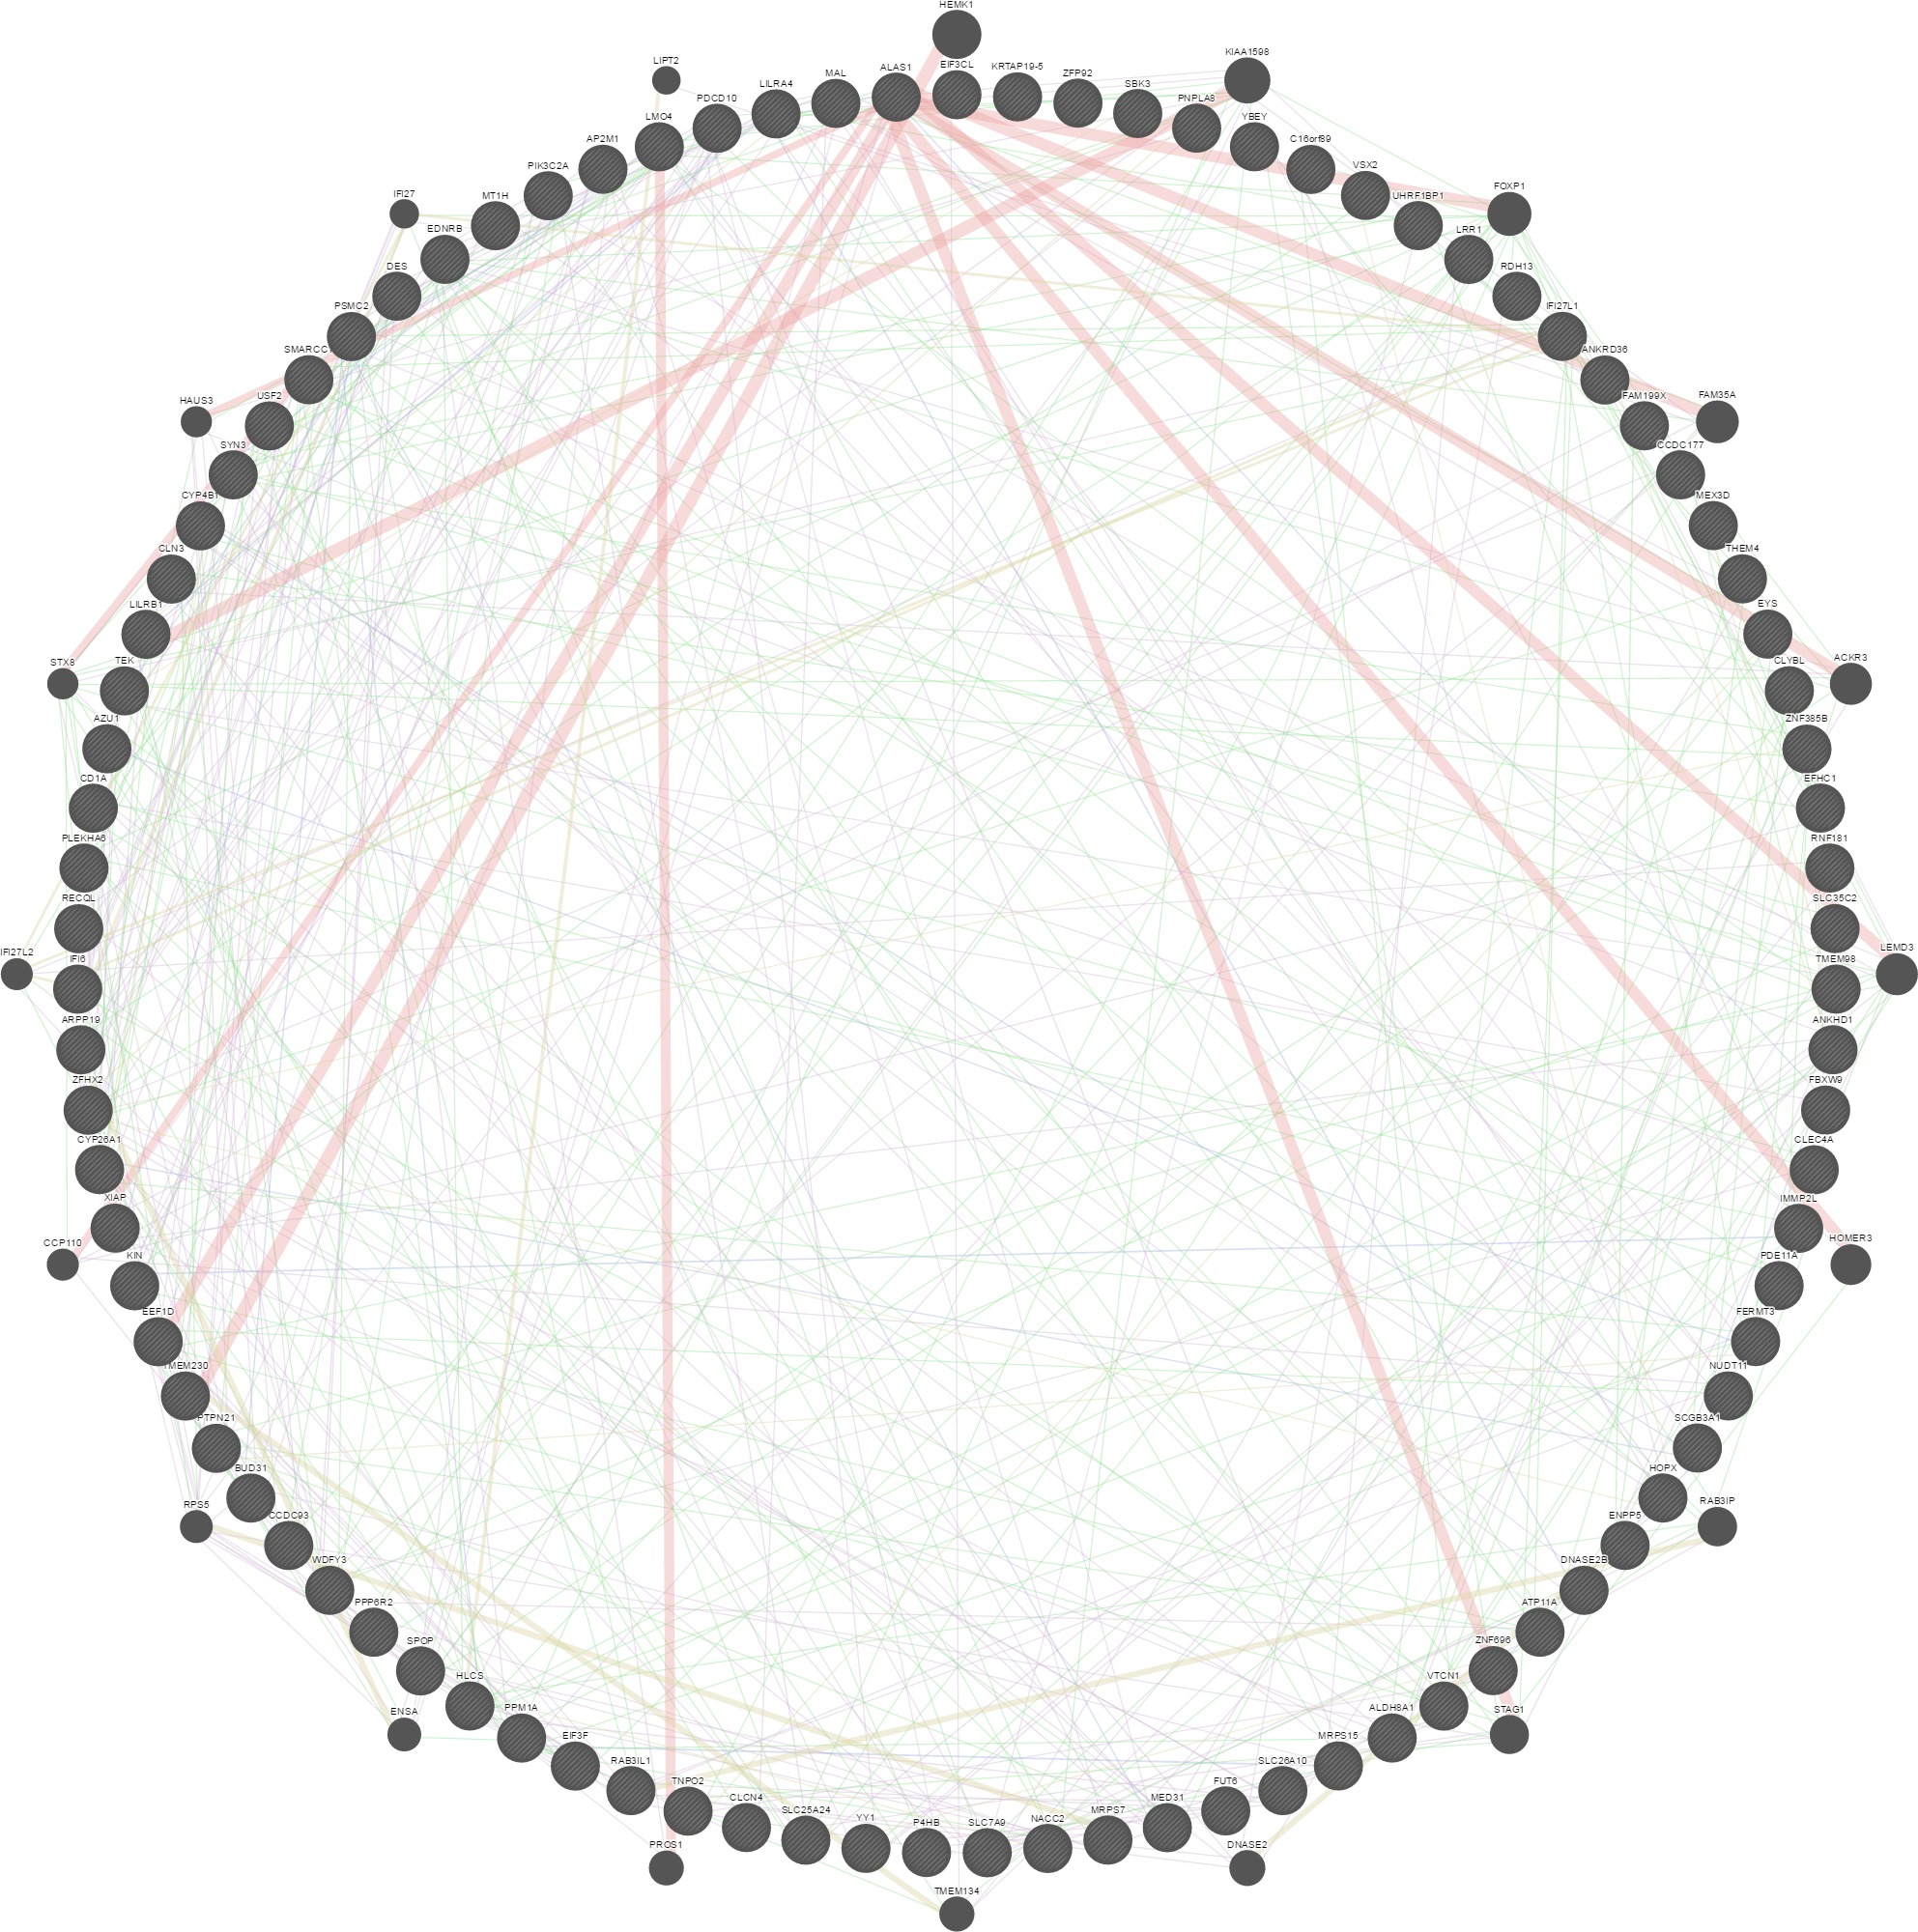 HEMK1
KIAA1598
LIPT2
EIF3CL
KRTAP19-5
ALAS1
MAL
ZFP92
LILRA4
SBK3
PDCD10
PNPLA8
LMO4
YBEY
AP2M1
C16orf89
PIK3C2A
VSX2
FOXP1
IFI27
MT1H
UHRF1BP1
EDNRB
LRR1
DES
RDH13
PSMC2
IFI27L1
SMARCC1
ANKRD36
HAUS3
USF2
FAM199X
FAM35A
SYN3
CCDC177
CYP4B1
MEX3D
CLN3
THEM4
LILRB1
EYS
STX8
TEK
CLYBL
ACKR3
AZU1
ZNF385B
CD1A
EFHC1
PLEKHA6
RNF181
RECQL
SLC35C2
IFI27L2
IFI6
TMEM98
LEMD3
ARPP19
ANKHD1
ZFHX2
FBXW9
CYP26A1
CLEC4A
XIAP
IMMP2L
CCP110
KIN
PDE11A
HOMER3
EEF1D
FERMT3
TMEM230
NUDT11
PTPN21
SCGB3A1
BUD31
HOPX
RPS5
CCDC93
ENPP5
RAB3IP
WDFY3
DNASE2B
PPP6R2
ATP11A
SPOP
ZNF696
HLCS
VTCN1
ENSA
PPM1A
ALDH8A1
STAG1
EIF3F
MRPS15
RAB3IL1
SLC26A10
TNPO2
FUT6
CLCN4
MED31
SLC25A24
MRPS7
YY1
P4HB
SLC7A9
NACC2
PROS1
DNASE2
TMEM134